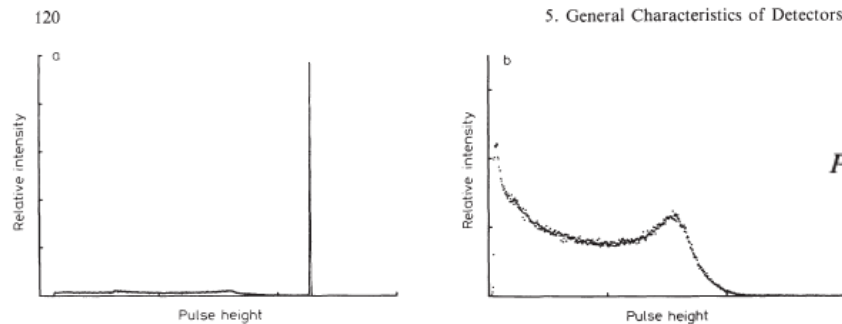 120
5. General Characteristics of Detectors
a
Relative intensity
Pulse height
b
Relative intensity
Pulse height